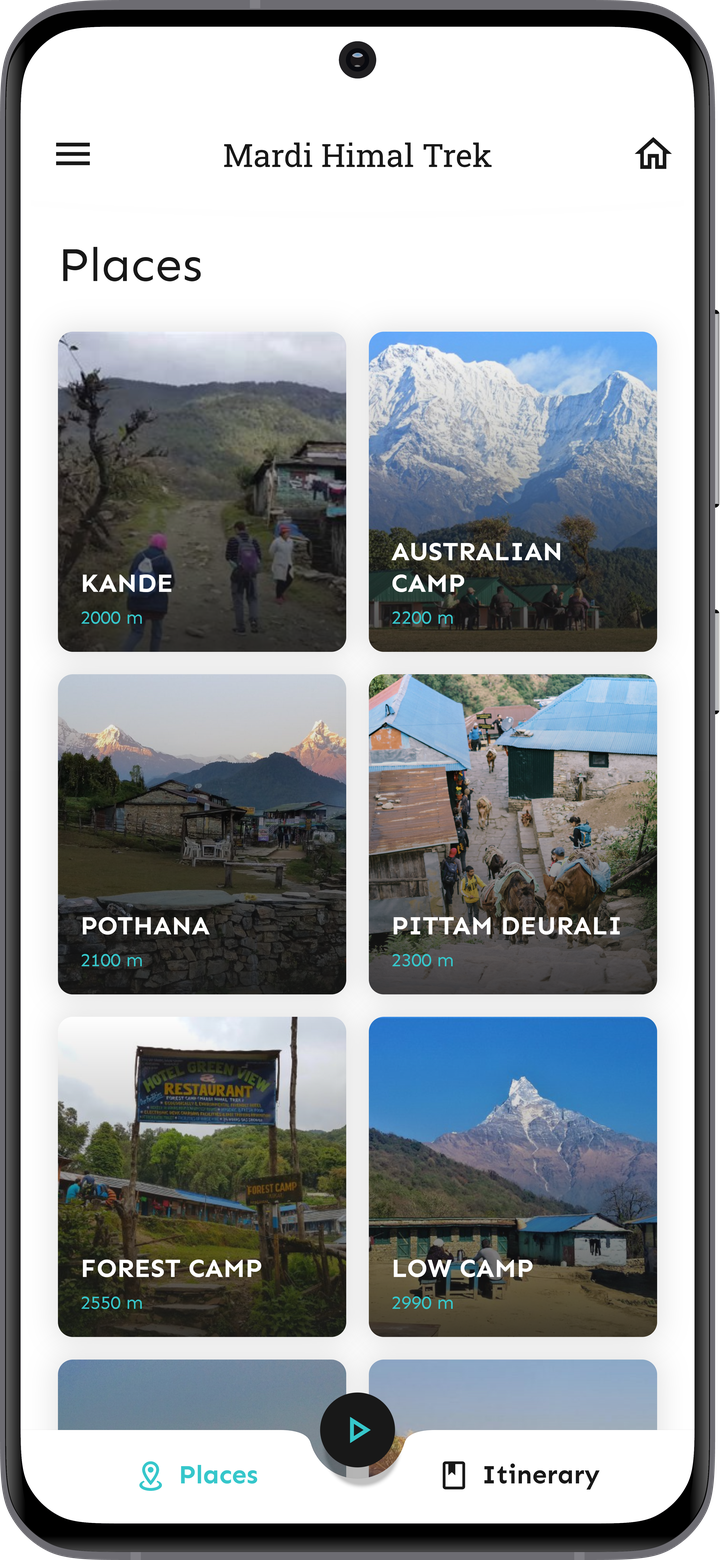 Mardi Himal Trek
Places
KANDE
2000 m
AUSTRALIAN
CAMP
2200 m
POTHANA
2100 m
PITTAM DEURALI
2300 m
HOTEL GREEN VIEW
&
RESTAURANT
FOREST CAMP
FOREST CAMP
2550 m
LOW CAMP
2990 m
Places
Itinerary